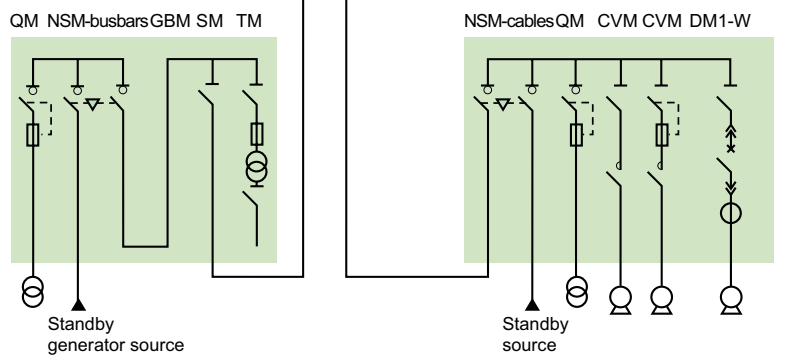 QM NSM-busbars GBM SM TM
NSM-cables QM CVM CVM DM1-W
Standby
generator source
Standby
source